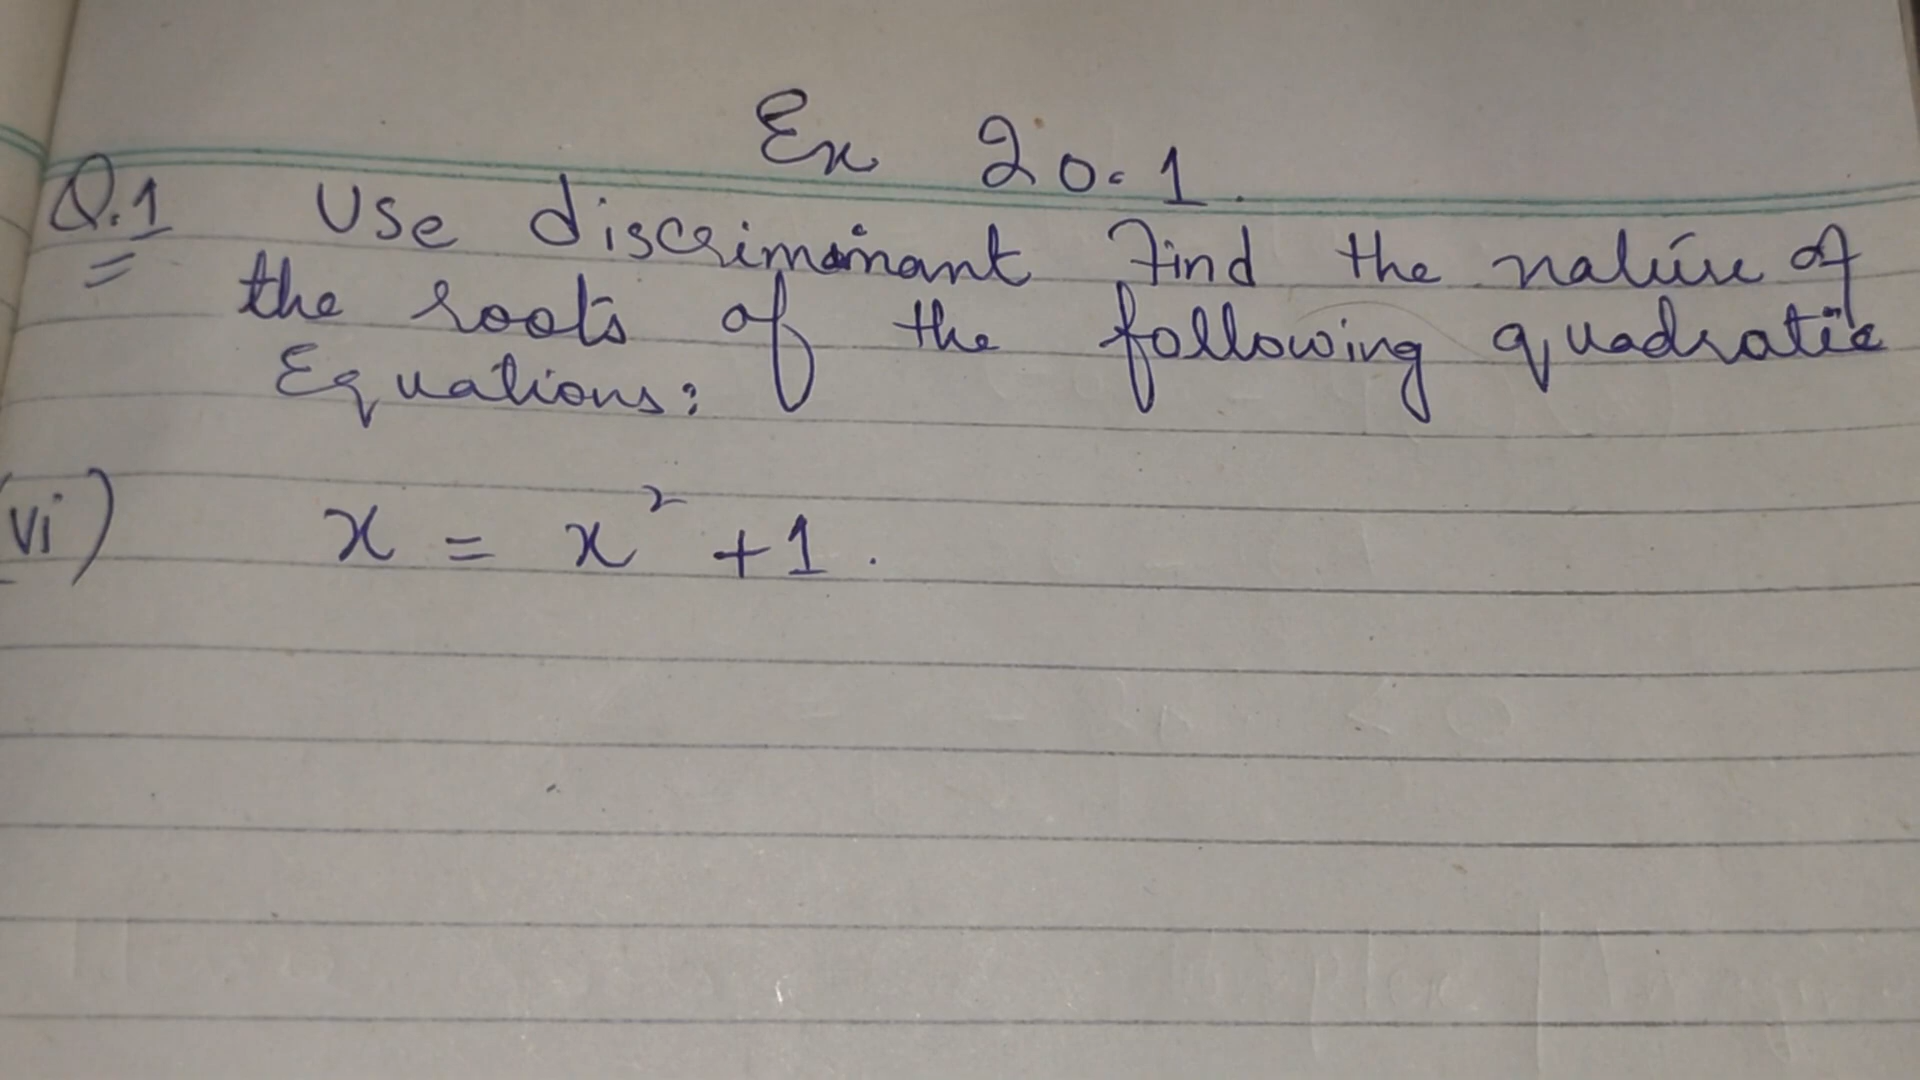 Ex 20.1.
Q.1 Use discriminant Find the nature of
the roots of the following quadratic
Equations:
(vi) x = x² + 1.